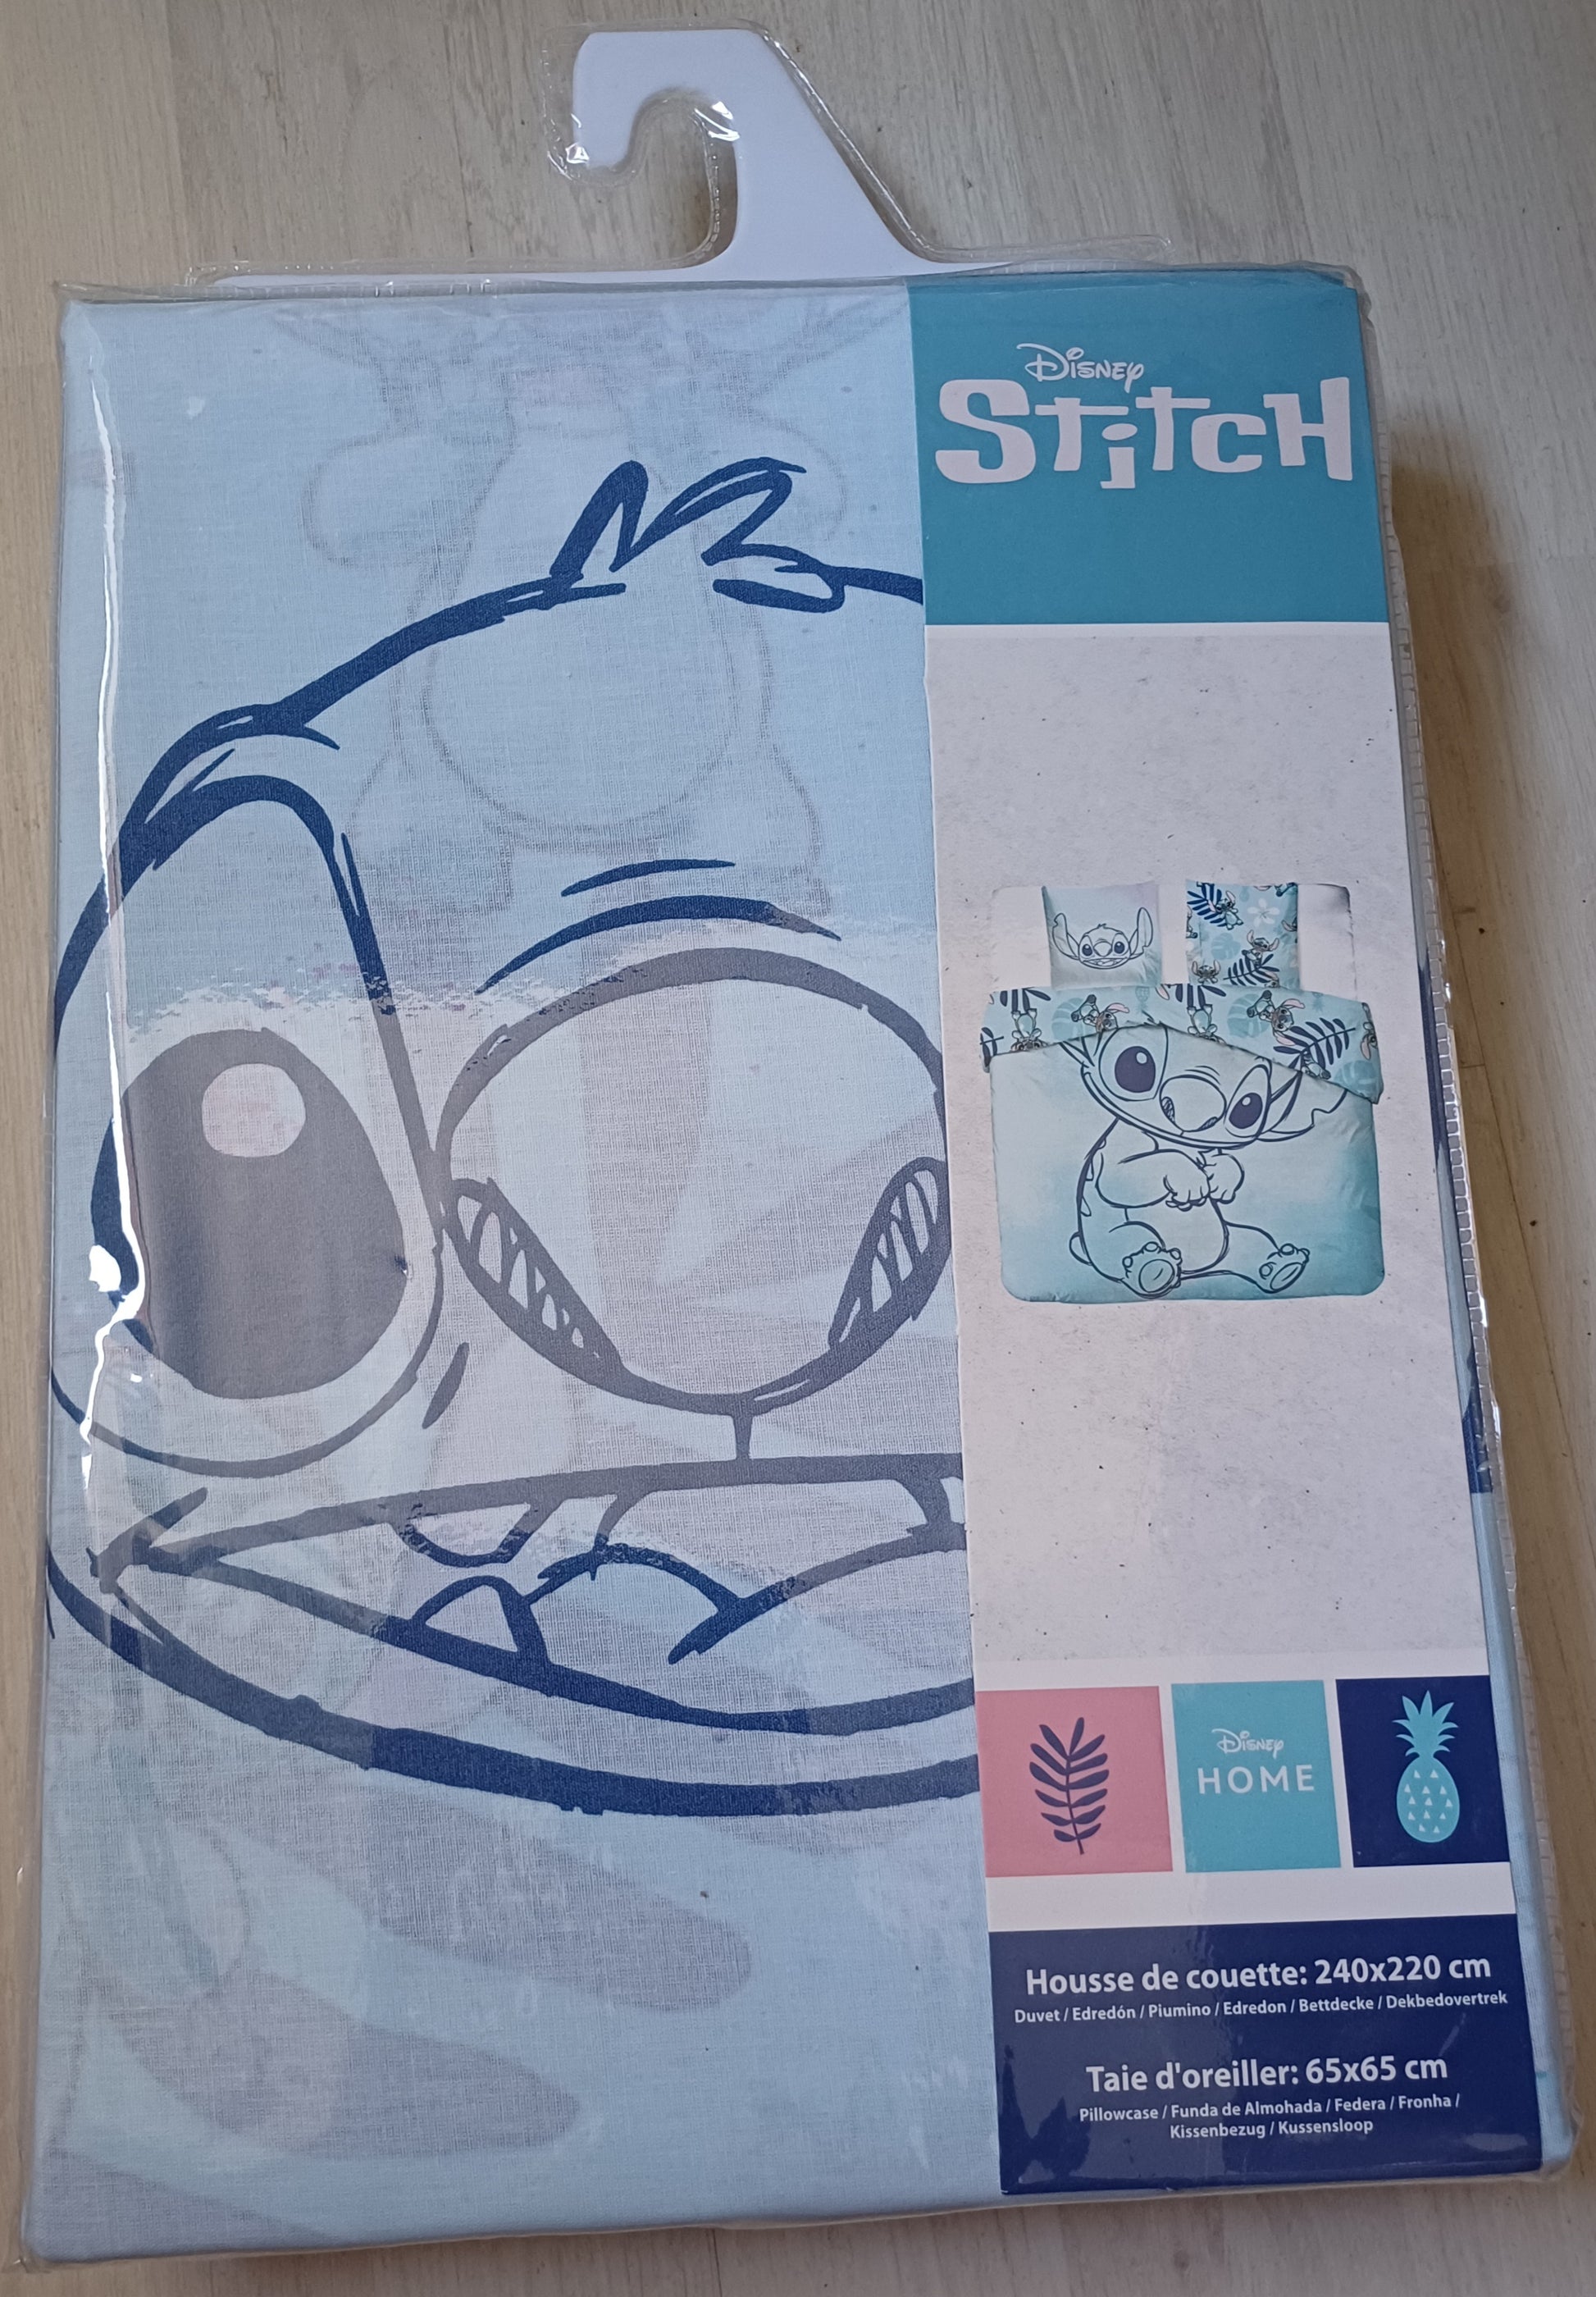 Disney
Stitch
Disney
HOME
Housse de couette: 240x220 cm
Duvet / Edredón / Piumino / Edredon / Bettdecke / Dekbedovertrek
Taie d'oreiller: 65x65 cm
Pillowcase / Funda de Almohada / Federa / Fronha /
Kissenbezug / Kussensloop